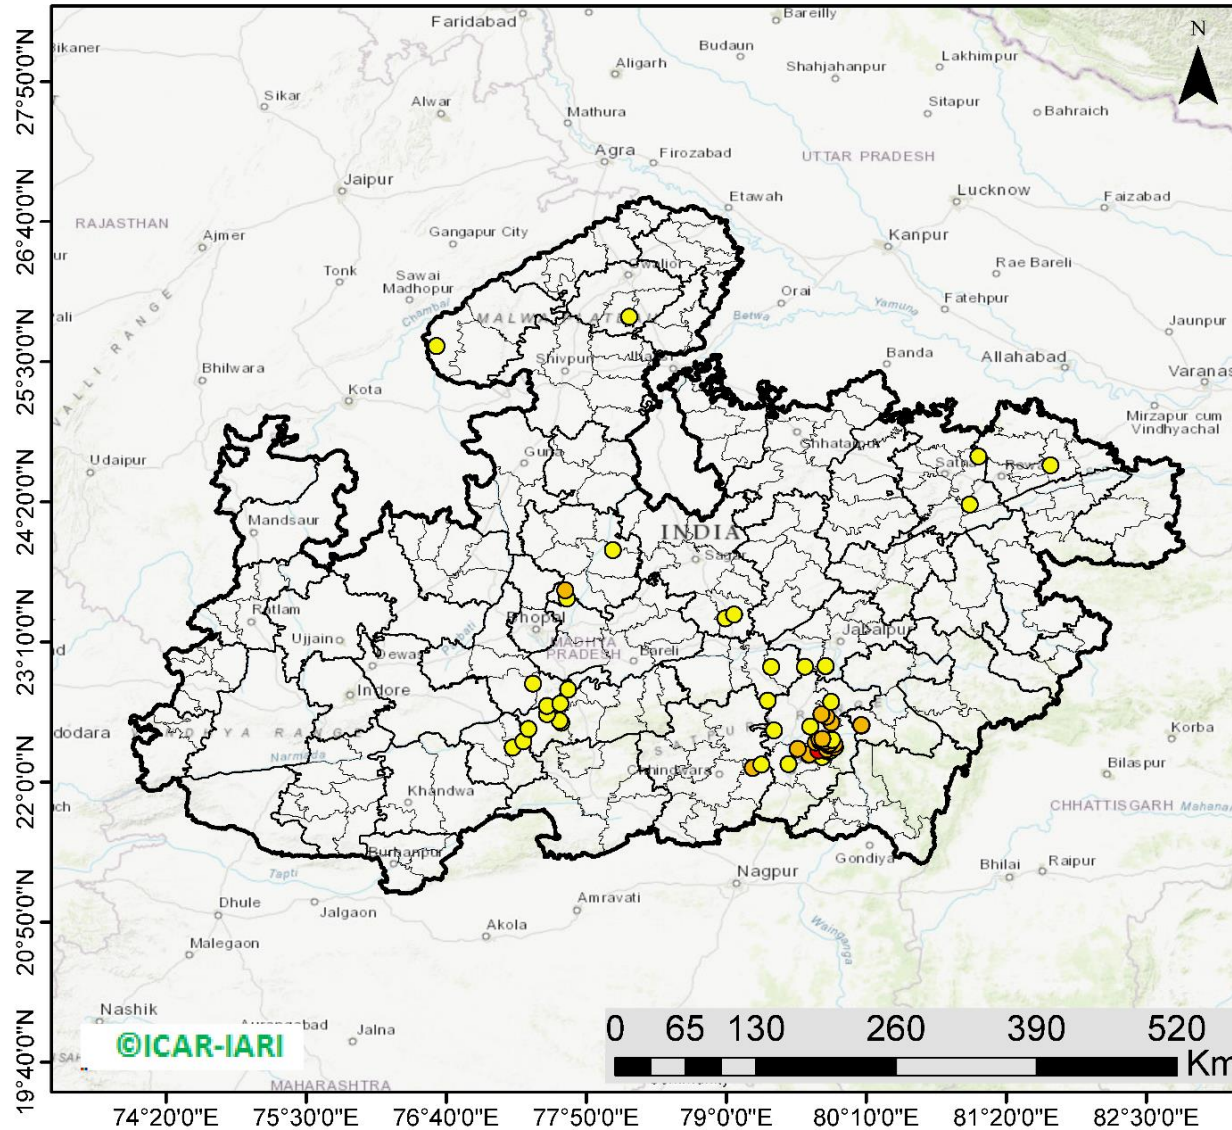 Faridabad
Bareilly
N
Bikaner
Budaun
Lakhimpur
Aligarh
Shahjahanpur
27°50'0"N
Sikar
Alwar
Mathura
Sitapur
Bahraich
Agra
Firozabad
UTTAR PRADESH
Jaipur
Etawah
Lucknow
Faizabad
26°40'0"N
RAJASTHAN
Ajmer
Gangapur City
Kanpur
Tonk
Sawai
Madhopur
Rae Bareli
Orai
Fatehpur
Yamuna
Chambal
Betwa
Jaunpur
25°30'0"N
Shivpuri
Banda
Allahabad
Varanas
Bhilwara
Kota
Mirzapur cum
Vindhyachal
Udaipur
Guna
Satna
24°20'0"N
Mandsaur
INDIA
Sagar
Ratlam
Bhopal
Jabalpur
23°10'0"N
Ujjain
Parbati
MADHYA
PRADESH
Bareli
Dewas
Indore
dodara
Narmeda
Korba
Chhindwara
Bilaspur
22°0'0"N
Khandwa
CHHATTISGARH
Burhanpur
Gondiya
Bhilai
Raipur
Tapti
Nagpur
20°50'0"N
Dhule
Jalgaon
Akola
Amravati
Wainganga
Malegaon
Nashik
Jalna
©ICAR-IARI
0 65 130 260 390 520
Km
19°40'0"N
MAHARASHTRA
74°20'0"E 75°30'0"E 76°40'0"E 77°50'0"E 79°0'0"E 80°10'0"E 81°20'0"E 82°30'0"E